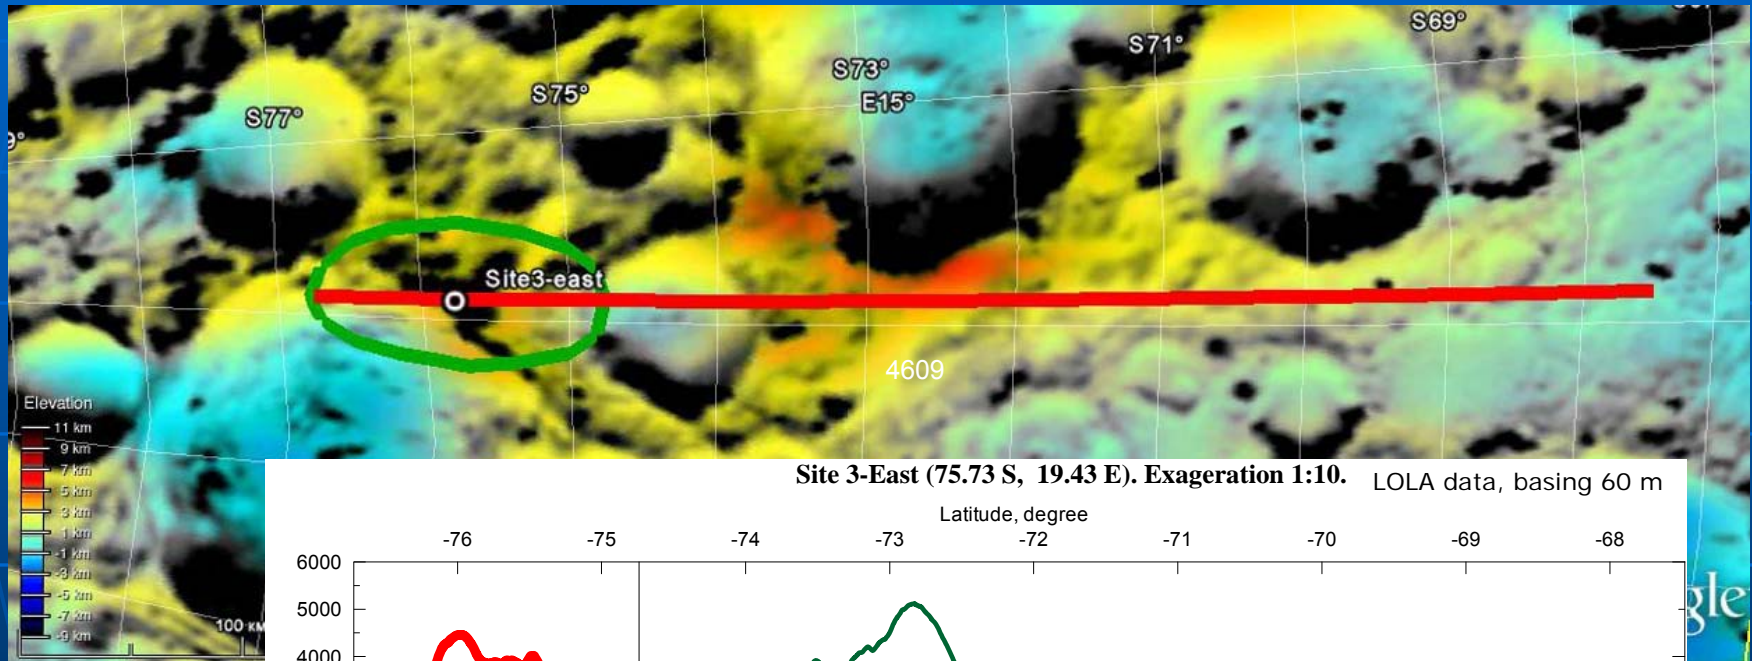 S69°
S71°
S73°
S75°
E15°
S77°
9°
Site3-east
4609
Elevation
11 km
9 km
7 km
5 km
3 km
1 km
-1 km
-3 km
-5 km
-7 km
-9 km
100 км
gle
Site 3-East (75.73 S, 19.43 E). Exageration 1:10.
LOLA data, basing 60 m
Latitude, degree
-76 -75 -74 -73 -72 -71 -70 -69 -68
6000
5000
4000